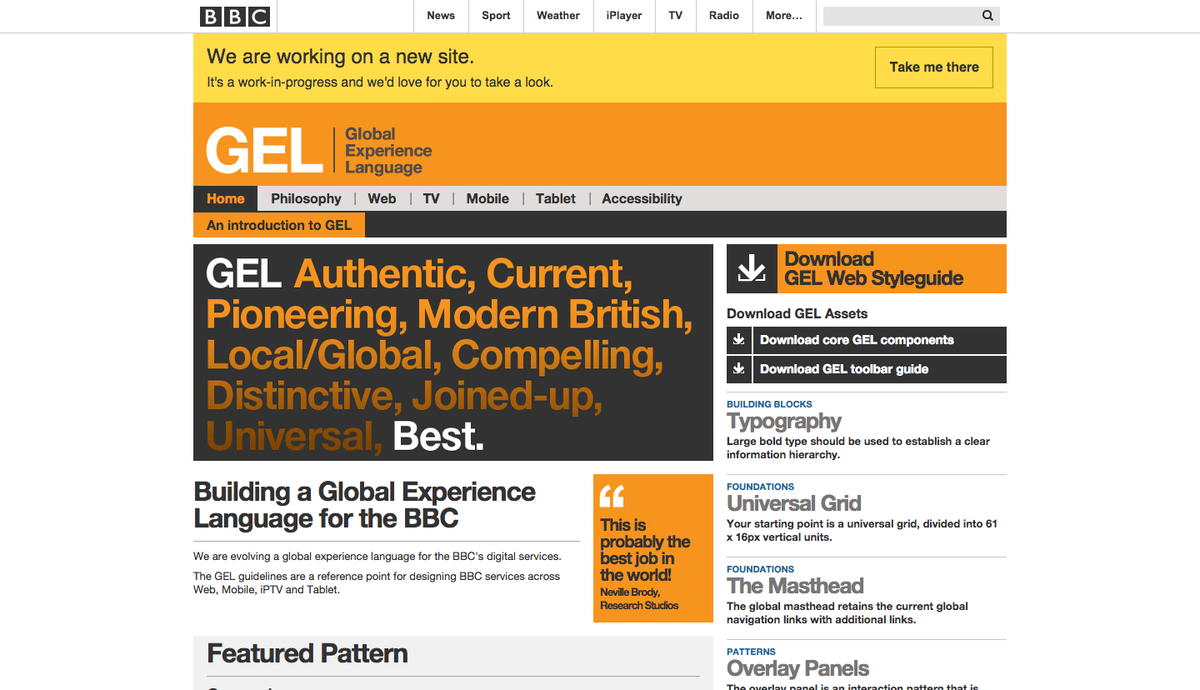 BBC
News
Sport
Weather
iPlayer
TV
Radio
More...
We are working on a new site.
It's a work-in-progress and we'd love for you to take a look.
Take me there
GEL
Global
Experience
Language
Home
Philosophy
Web
TV
Mobile
Tablet
Accessibility
An introduction to GEL
GEL Authentic, Current,
Pioneering, Modern British,
Local/Global, Compelling,
Distinctive, Joined-up,
Universal, Best.
Building a Global Experience
Language for the BBC
We are evolving a global experience language for the BBC's digital services.
The GEL guidelines are a reference point for designing BBC services across
Web, Mobile, iPTV and Tablet.
“
This is
probably the
best job in
the world!
Neville Brody,
Research Studios
Featured Pattern
Download
GEL Web Styleguide
Download GEL Assets
Download core GEL components
Download GEL toolbar guide
BUILDING BLOCKS
Typography
Large bold type should be used to establish a clear
information hierarchy.
FOUNDATIONS
Universal Grid
Your starting point is a universal grid, divided into 61
x 16px vertical units.
FOUNDATIONS
The Masthead
The global masthead retains the current global
navigation links with additional links.
PATTERNS
Overlay Panels
The overlay panel is an interaction pattern that is